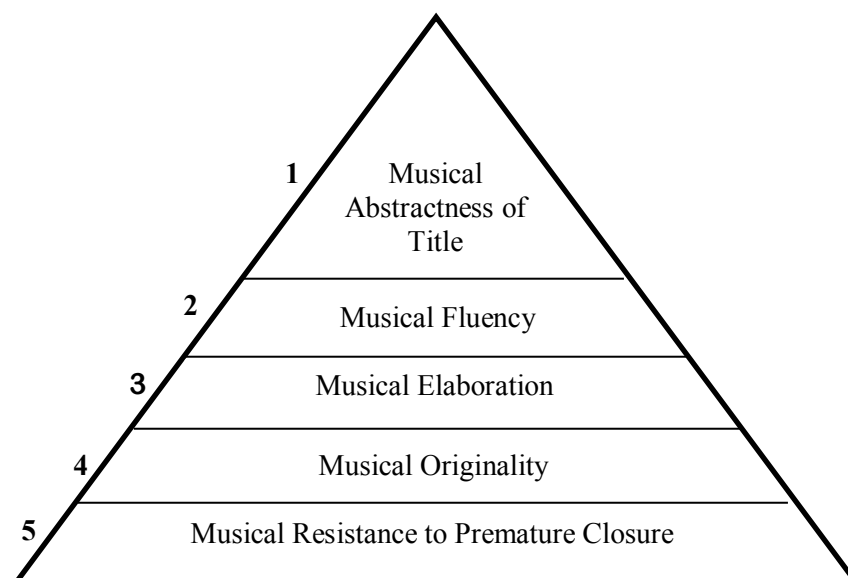 1
Musical
Abstractness of
Title
2
Musical Fluency
3
Musical Elaboration
4
Musical Originality
5
Musical Resistance to Premature Closure